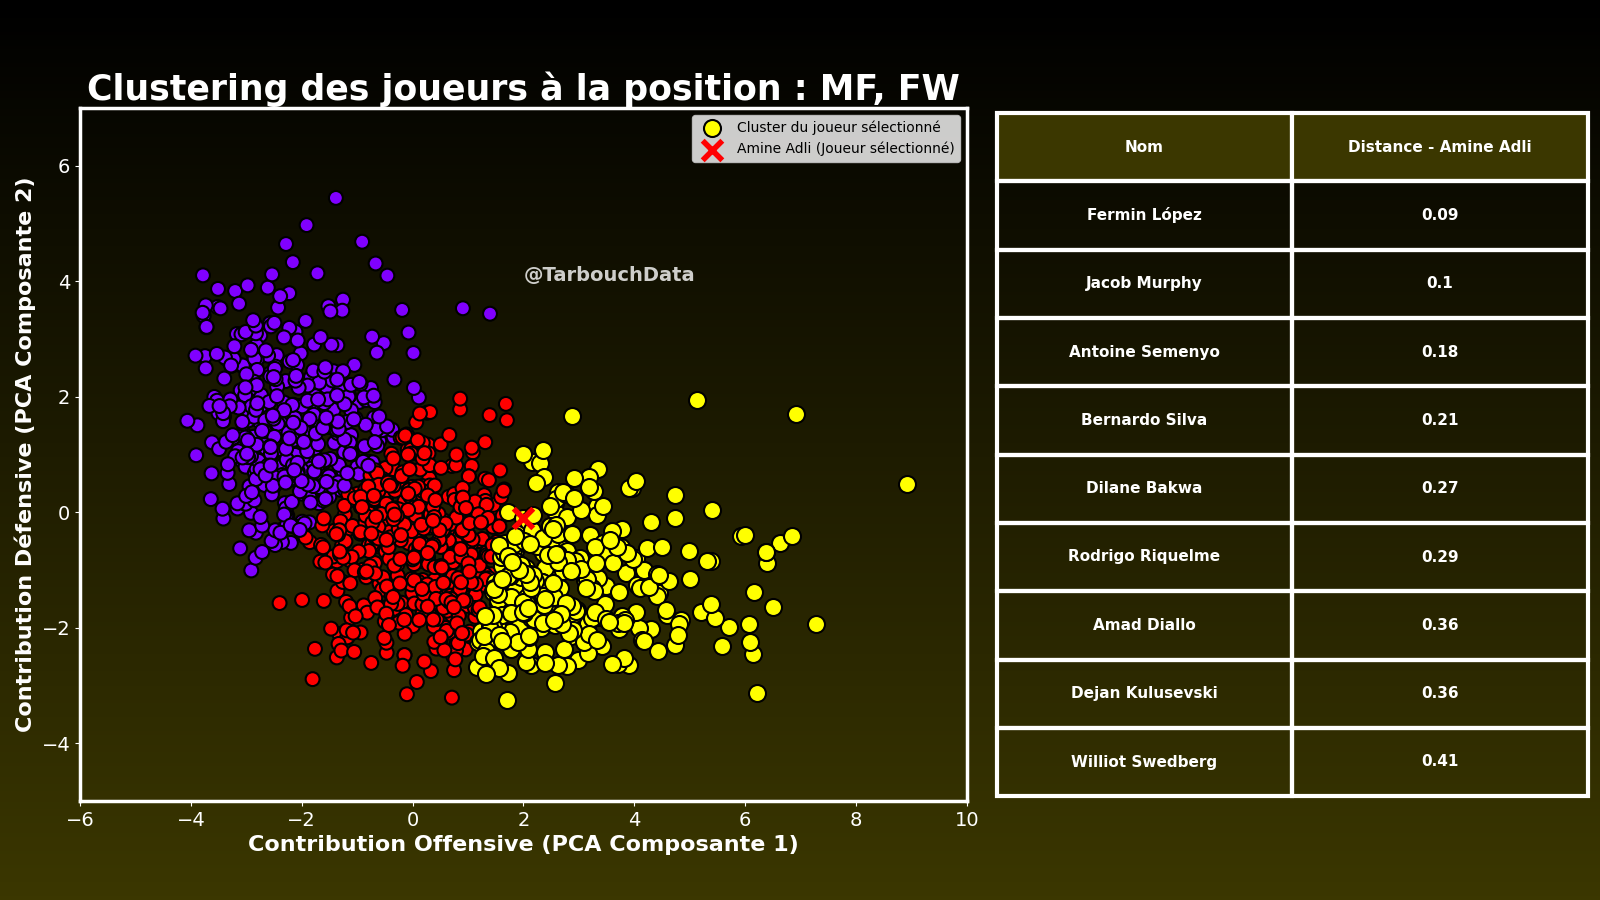 Clustering des joueurs à la position : MF, FW
Cluster du joueur sélectionné
Amine Adli (Joueur sélectionné)
@TarbouchData
Contribution Défensive (PCA Composante 2)
6
4
2
0
−2
−4
−6
−4
−2
0
2
4
6
8
10
Contribution Offensive (PCA Composante 1)
Nom Distance - Amine Adli
Fermin López 0.09
Jacob Murphy 0.1
Antoine Semenyo 0.18
Bernardo Silva 0.21
Dilane Bakwa 0.27
Rodrigo Riquelme 0.29
Amad Diallo 0.36
Dejan Kulusevski 0.36
Williot Swedberg 0.41